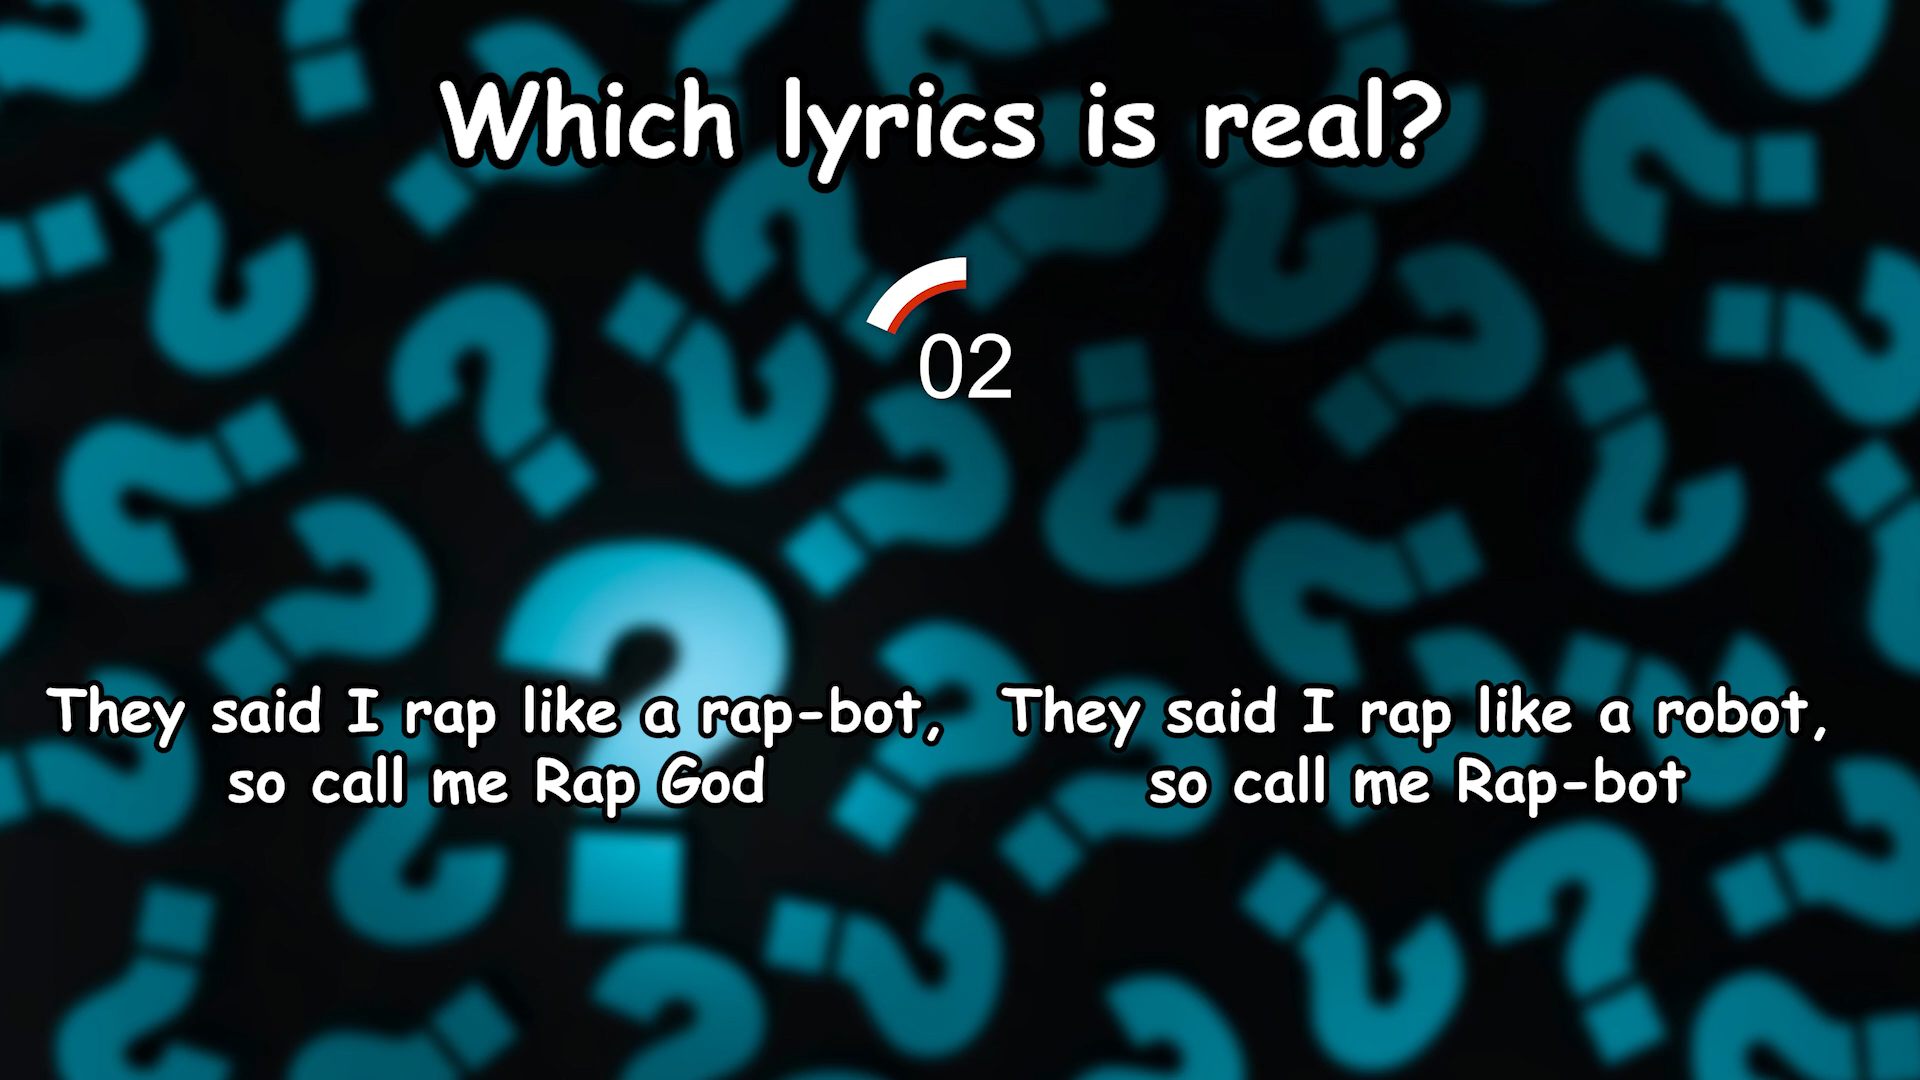 Which lyrics is real?
02
They said I rap like a rap-bot,
so call me Rap God
They said I rap like a robot,
so call me Rap-bot